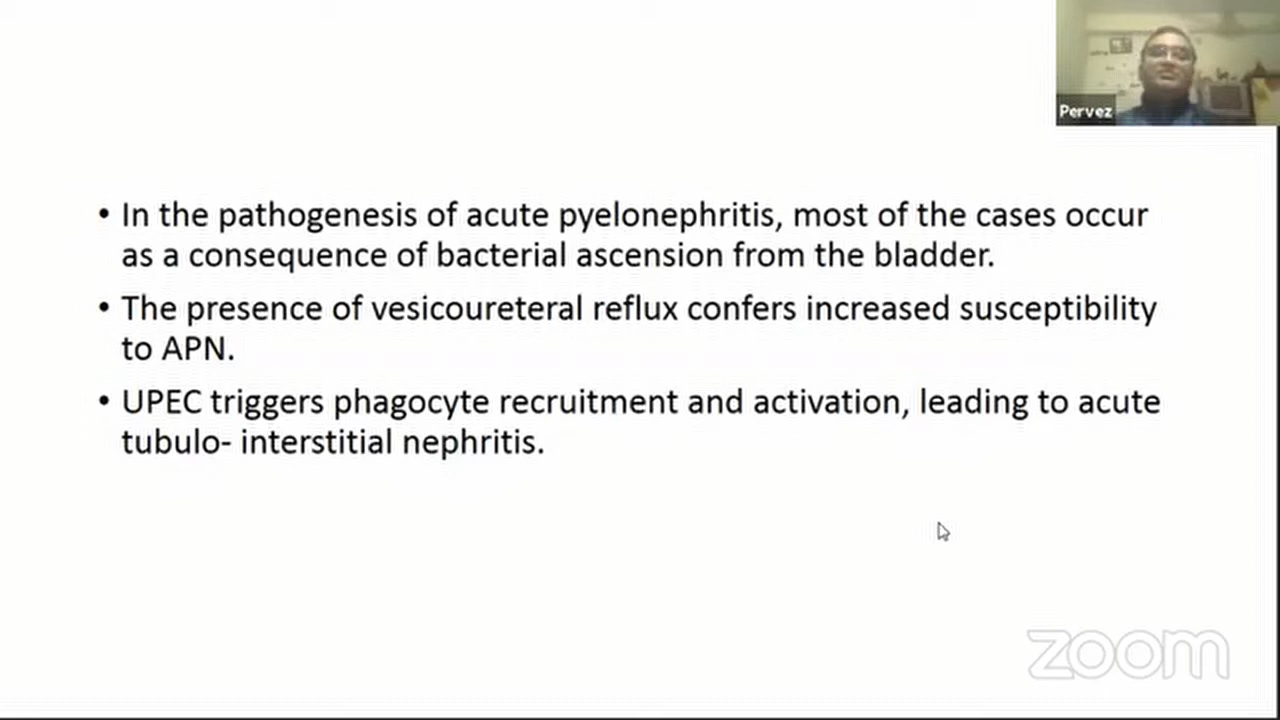 Pervez
• In the pathogenesis of acute pyelonephritis, most of the cases occur
as a consequence of bacterial ascension from the bladder.
• The presence of vesicoureteral reflux confers increased susceptibility
to APN.
• UPEC triggers phagocyte recruitment and activation, leading to acute
tubulo- interstitial nephritis.
zoom